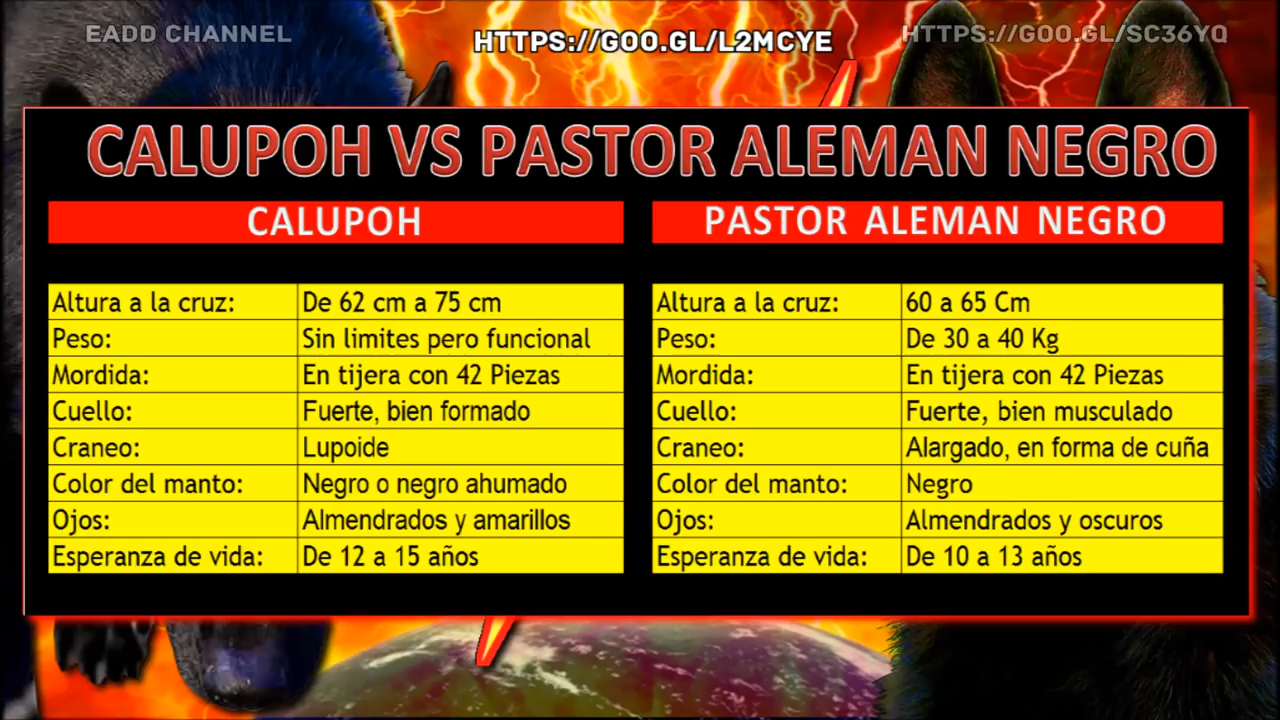 EADD CHANNEL
HTTPS://GOO.GL/L2MCYE
HTTPS://GOO.GL/SC36YQ
CALUPOH VS PASTOR ALEMAN NEGRO
CALUPOH
Altura a la cruz: De 62 cm a 75 cm
Peso: Sin limites pero funcional
Mordida: En tijera con 42 Piezas
Cuello: Fuerte, bien formado
Craneo: Lupoide
Color del manto: Negro o negro ahumado
Ojos: Almendrados y amarillos
Esperanza de vida: De 12 a 15 años
PASTOR ALEMAN NEGRO
Altura a la cruz: 60 a 65 Cm
Peso: De 30 a 40 Kg
Mordida: En tijera con 42 Piezas
Cuello: Fuerte, bien musculado
Craneo: Alargado, en forma de cuña
Color del manto: Negro
Ojos: Almendrados y oscuros
Esperanza de vida: De 10 a 13 años